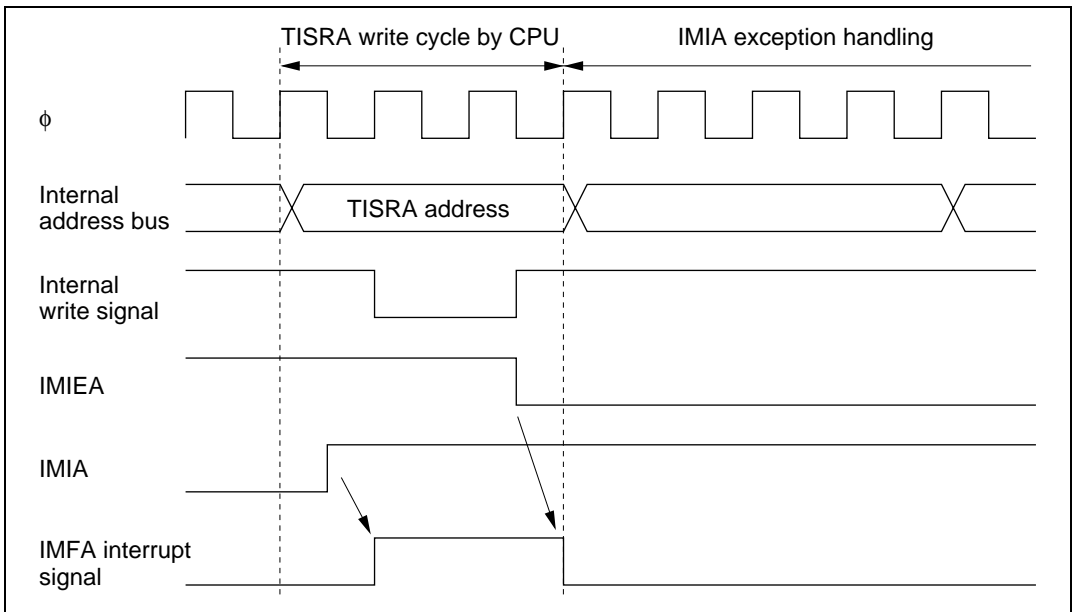 TISRA write cycle by CPU
IMIA exception handling
ϕ
Internal
address bus
TISRA address
Internal
write signal
IMIEA
IMIA
IMFA interrupt
signal